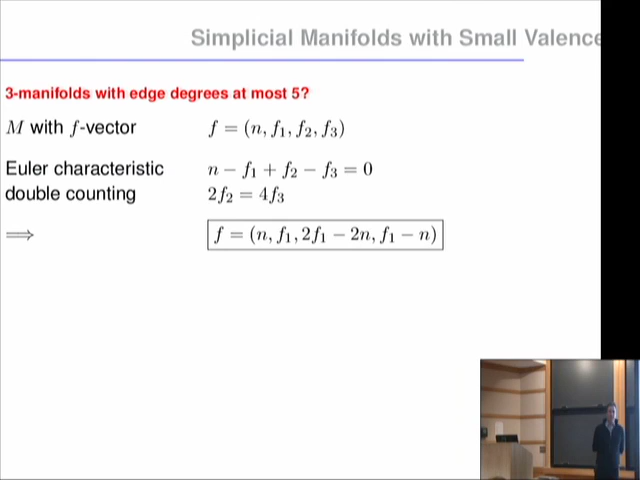 Simplicial Manifolds with Small Valence
3-manifolds with edge degrees at most 5?
M with f-vector f = (n, f₁, f₂, f₃)
Euler characteristic n − f₁ + f₂ − f₃ = 0
double counting 2f₂ = 4f₃
⟹ f = (n, f₁, 2f₁ − 2n, f₁ − n)